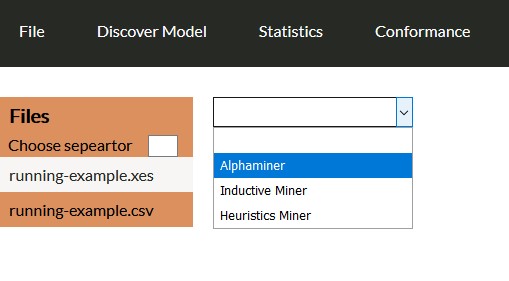 File Discover Model Statistics Conformance
Files
Choose sepeartor
running-example.xes
running-example.csv
Alphaminer
Inductive Miner
Heuristics Miner